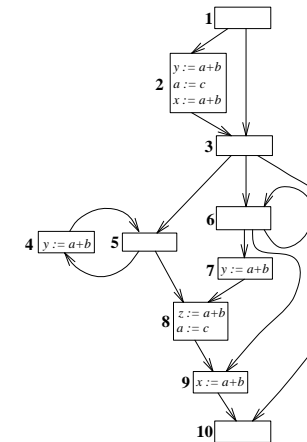 1
2
y := a+b
a := c
x := a+b
3
6
4 y := a+b
5
7 y := a+b
8
z := a+b
a := c
9 x := a+b
10